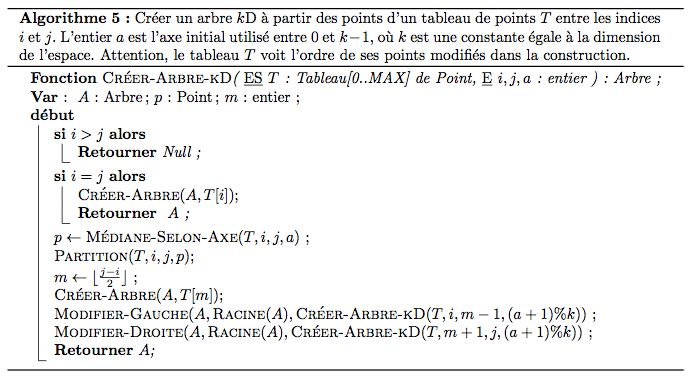 Algorithme 5 : Créer un arbre kD à partir des points d'un tableau de points T entre les indices
i et j. L'entier a est l'axe initial utilisé entre 0 et k−1, où k est une constante égale à la dimension
de l'espace. Attention, le tableau T voit l'ordre de ses points modifiés dans la construction.
Fonction CRÉER-ARBRE-KD( ES T : Tableau[0..MAX] de Point, E i, j, a : entier ) : Arbre ;
Var : A : Arbre ; p : Point ; m : entier ;
début
si i > j alors
Retourner Null ;
si i = j alors
CRÉER-ARBRE(A, T[i]);
Retourner A ;
p ← MÉDIANE-SELON-AXE(T, i, j, a) ;
PARTITION(T, i, j, p);
m ← ⌊(j−i)/2⌋ ;
CRÉER-ARBRE(A, T[m]);
MODIFIER-GAUCHE(A, RACINE(A), CRÉER-ARBRE-KD(T, i, m − 1, (a + 1)%k)) ;
MODIFIER-DROITE(A, RACINE(A), CRÉER-ARBRE-KD(T, m + 1, j, (a + 1)%k)) ;
Retourner A;